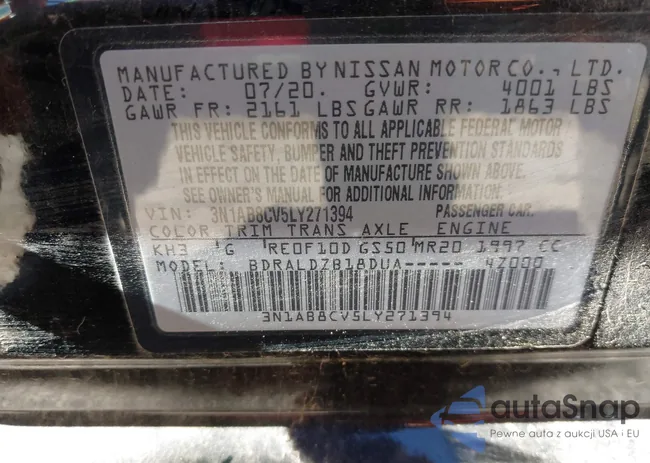 MANUFACTURED BY NISSAN MOTOR CO., LTD.
DATE: 07/20. GVWR: 4001 LBS
GAWR FR: 2161 LBS GAWR RR: 1863 LBS
THIS VEHICLE CONFORMS TO ALL APPLICABLE FEDERAL MOTOR
VEHICLE SAFETY, BUMPER AND THEFT PREVENTION STANDARDS
IN EFFECT ON THE DATE OF MANUFACTURE SHOWN ABOVE.
SEE OWNER'S MANUAL FOR ADDITIONAL INFORMATION.
VIN: 3N1AB8CV5LY271394 PASSENGER CAR.
COLOR TRIM TRANS AXLE ENGINE
KH3 G RE0F10D GS50 MR20 1997 CC
MODEL: BDRALDZB18DUA----- 4Z000
3N1AB8CV5LY271394
autaSnap
Pewne auta z aukcji USA i EU